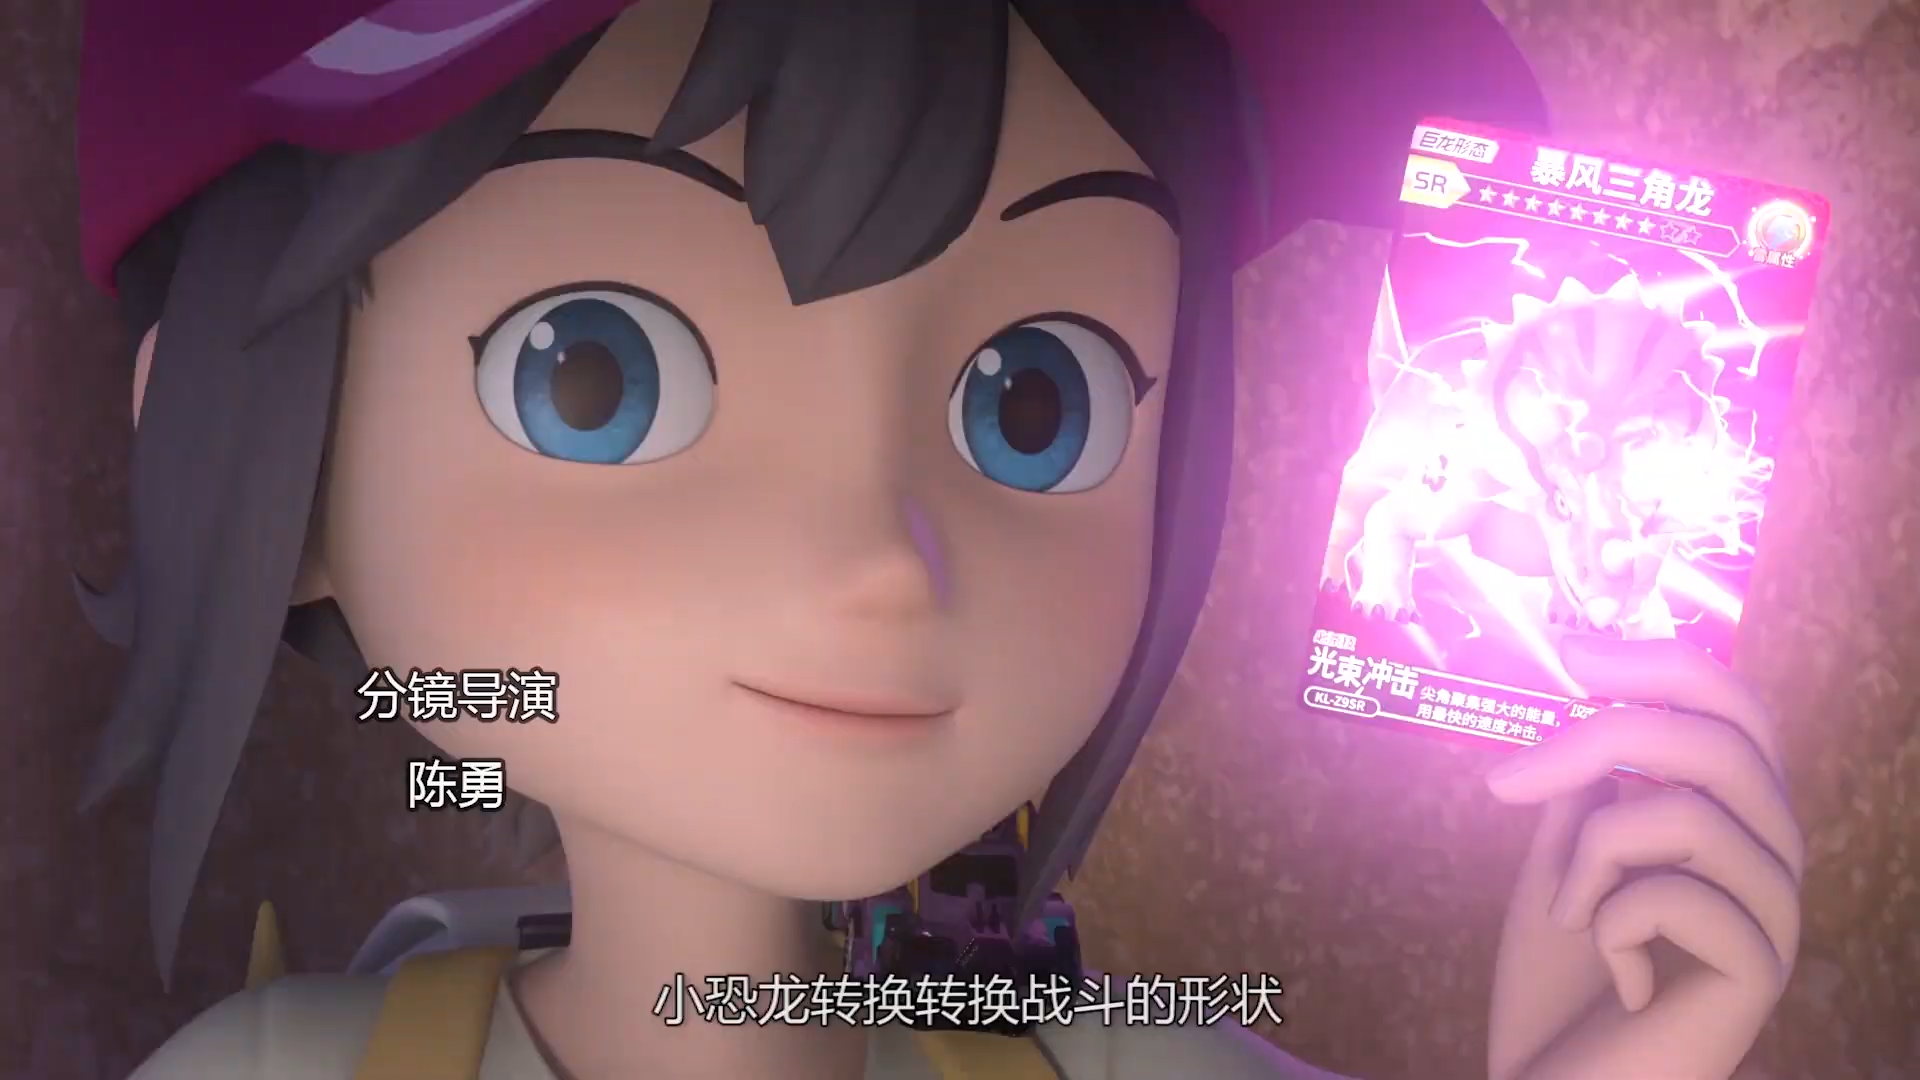 巨龙形态
暴风三角龙
SR
雷属性
光束冲击
尖角聚集强大的能量,
用最快的速度冲击。
KL-Z9SR
分镜导演
陈勇
小恐龙转换转换战斗的形状